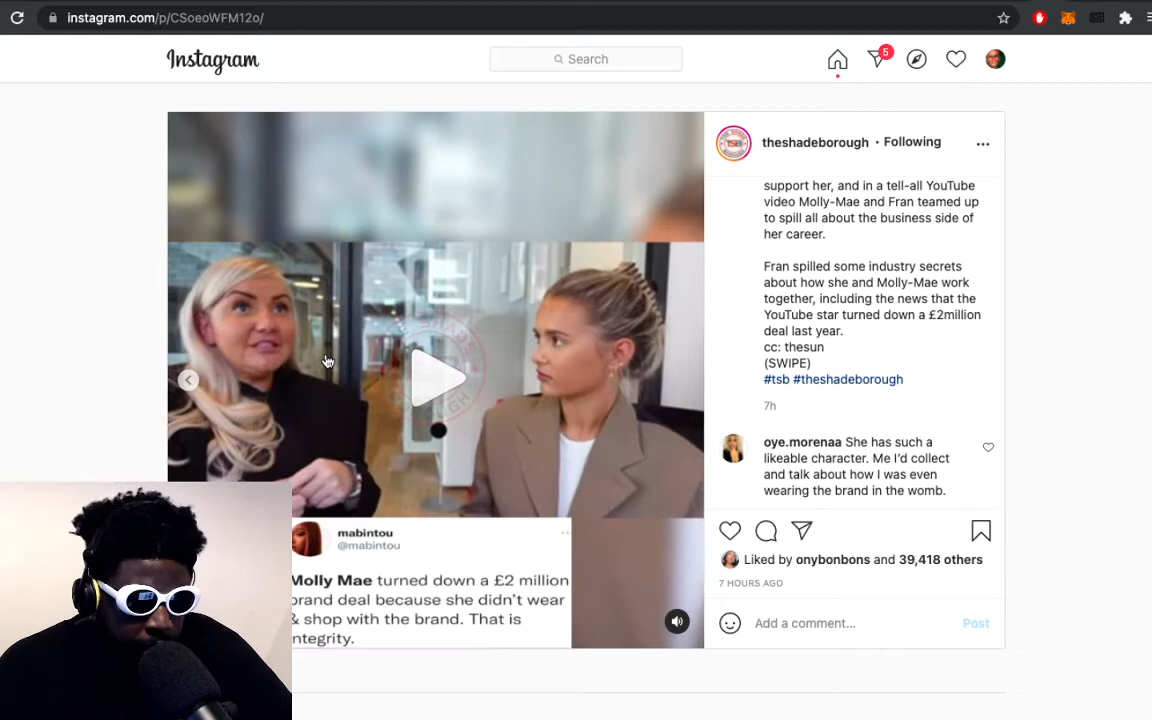 instagram.com/p/CSoeoWFM12o/
Instagram
Search
5
theshadeborough • Following
support her, and in a tell-all YouTube
video Molly-Mae and Fran teamed up
to spill all about the business side of
her career.
Fran spilled some industry secrets
about how she and Molly-Mae work
together, including the news that the
YouTube star turned down a £2million
deal last year.
cc: thesun
(SWIPE)
#tsb #theshadeborough
7h
oye.morenaa She has such a
likeable character. Me I'd collect
and talk about how I was even
wearing the brand in the womb.
Liked by onybonbons and 39,418 others
7 HOURS AGO
Add a comment...
Post
mabintou
@mabintou
Molly Mae turned down a £2 million
brand deal because she didn't wear
& shop with the brand. That is
integrity.